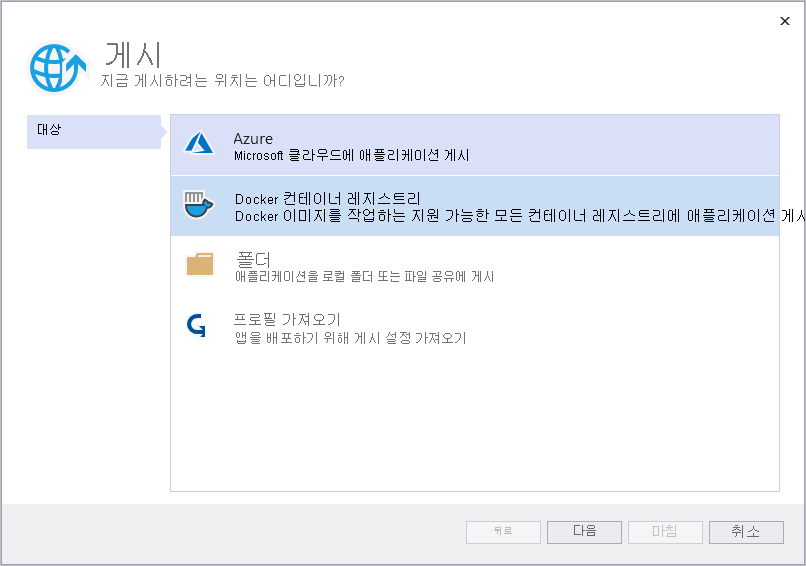 게시
지금 게시하려는 위치는 어디입니까?
대상
Azure
Microsoft 클라우드에 애플리케이션 게시
Docker 컨테이너 레지스트리
Docker 이미지를 작업하는 지원 가능한 모든 컨테이너 레지스트리에 애플리케이션 게시
폴더
애플리케이션을 로컬 폴더 또는 파일 공유에 게시
프로필 가져오기
앱을 배포하기 위해 게시 설정 가져오기
뒤로
다음
마침
취소